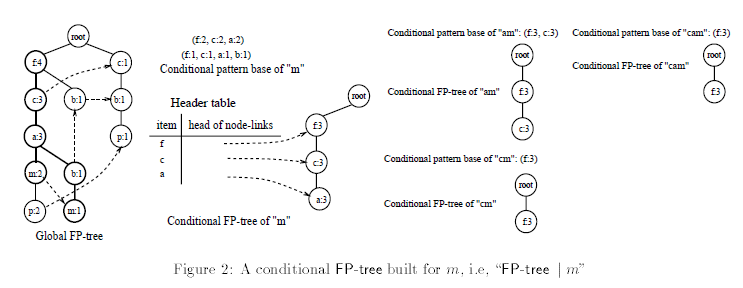 root
f:4
c:1
c:3
b:1
b:1
a:3
p:1
m:2
b:1
p:2
m:1
Global FP-tree
(f:2, c:2, a:2)
(f:1, c:1, a:1, b:1)
Conditional pattern base of "m"
Header table
item head of node-links
f
c
a
root
f:3
c:3
a:3
Conditional FP-tree of "m"
Conditional pattern base of "am": (f:3, c:3)
root
Conditional FP-tree of "am"
f:3
c:3
Conditional pattern base of "cm": (f:3)
root
Conditional FP-tree of "cm"
f:3
Conditional pattern base of "cam": (f:3)
root
Conditional FP-tree of "cam"
f:3
Figure 2: A conditional FP-tree built for m, i.e, “FP-tree | m”